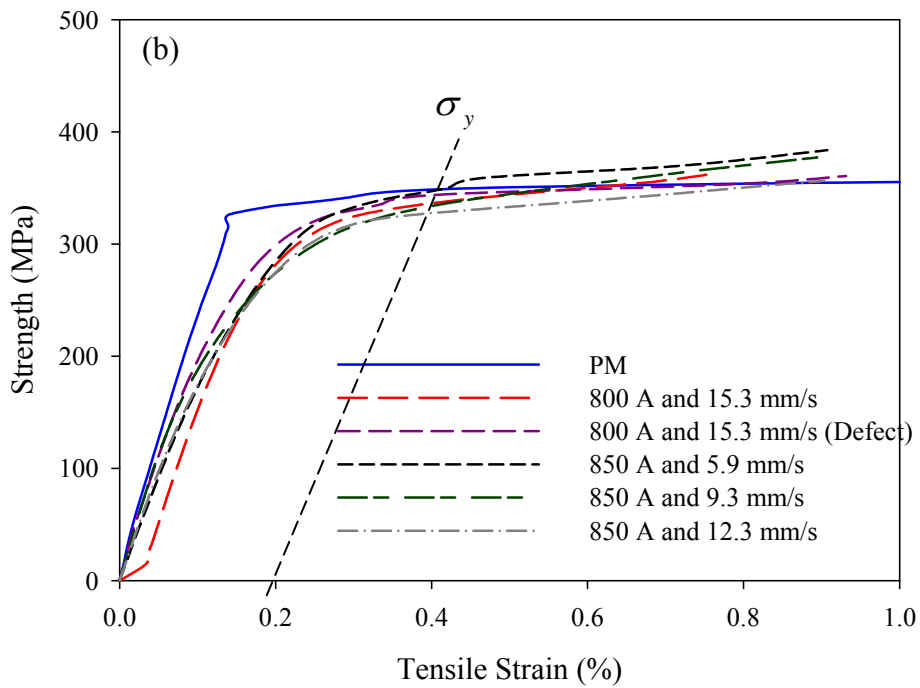 (b)
σy
Strength (MPa)
500
400
300
200
100
0
PM
800 A and 15.3 mm/s
800 A and 15.3 mm/s (Defect)
850 A and 5.9 mm/s
850 A and 9.3 mm/s
850 A and 12.3 mm/s
0.0 0.2 0.4 0.6 0.8 1.0
Tensile Strain (%)